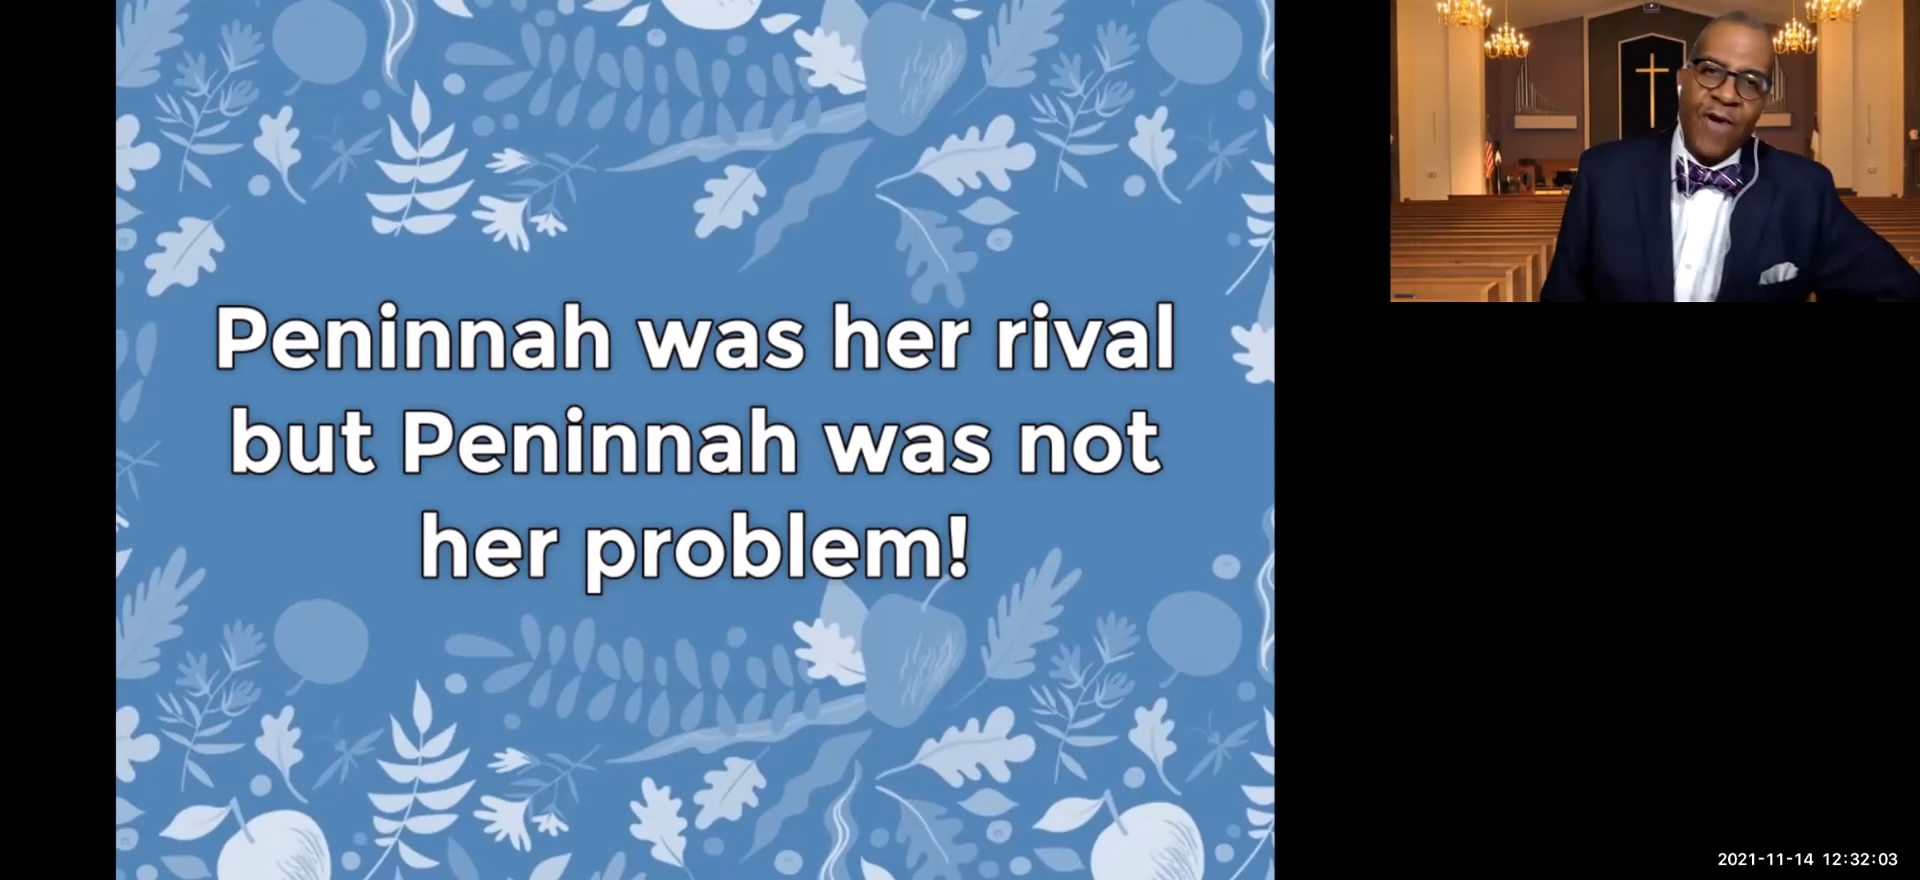 Peninnah was her rival
but Peninnah was not
her problem!
2021-11-14 12:32:03